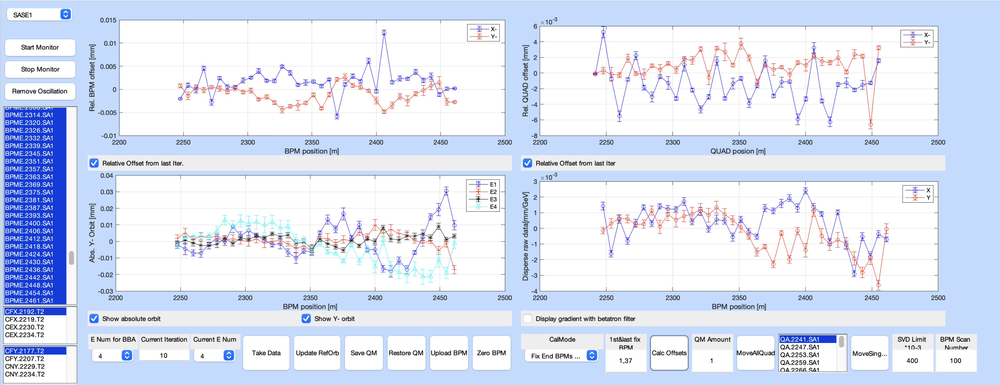 SASE1
Start Monitor
Stop Monitor
Remove Oscillation
BPME.2314.SA1
BPME.2320.SA1
BPME.2326.SA1
BPME.2332.SA1
BPME.2339.SA1
BPME.2345.SA1
BPME.2351.SA1
BPME.2357.SA1
BPME.2363.SA1
BPME.2369.SA1
BPME.2375.SA1
BPME.2381.SA1
BPME.2387.SA1
BPME.2393.SA1
BPME.2400.SA1
BPME.2406.SA1
BPME.2412.SA1
BPME.2418.SA1
BPME.2424.SA1
BPME.2430.SA1
BPME.2436.SA1
BPME.2442.SA1
BPME.2448.SA1
BPME.2454.SA1
BPME.2461.SA1
CFX.2192.T2
CFX.2219.T2
CEX.2230.T2
CEX.2234.T2
CFY.2177.T2
CFY.2207.T2
CNY.2229.T2
CNY.2234.T2
Rel. BPM offset [mm]
0.015
0.01
0.005
0
-0.005
-0.01
2200 2250 2300 2350 2400 2450 2500
BPM position [m]
X-
Y-
Relative Offset from last Iter.
Rel. QUAD offset [mm]
×10-3
6
4
2
0
-2
-4
-6
-8
2200 2250 2300 2350 2400 2450 2500
QUAD posion [m]
X-
Y-
Relative Offset from last Iter
Abs. Y- Orbit [mm]
0.04
0.03
0.02
0.01
0
-0.01
-0.02
-0.03
2200 2250 2300 2350 2400 2450 2500
BPM position [m]
E1
E2
E3
E4
Show absolute orbit Show Y- orbit
Disperse raw data[mm/GeV]
×10-3
3
2
1
0
-1
-2
-3
-4
2200 2250 2300 2350 2400 2450 2500
BPM position [m]
X
Y
Display gradient with betatron filter
E Num for BBA
4
Current Iteration
10
Current E Num
4
Take Data
Update RefOrb
Save QM
Restore QM
Upload BPM
Zero BPM
CalMode
Fix End BPMs ...
1st&last fix
BPM
1,37
Calc Offsets
QM Amount
1
MoveAllQuad
QA.2241.SA1
QA.2247.SA1
QA.2253.SA1
QA.2259.SA1
QA.2266.SA1
MoveSing...
SVD Limit
*10-3
400
BPM Scan
Number
100